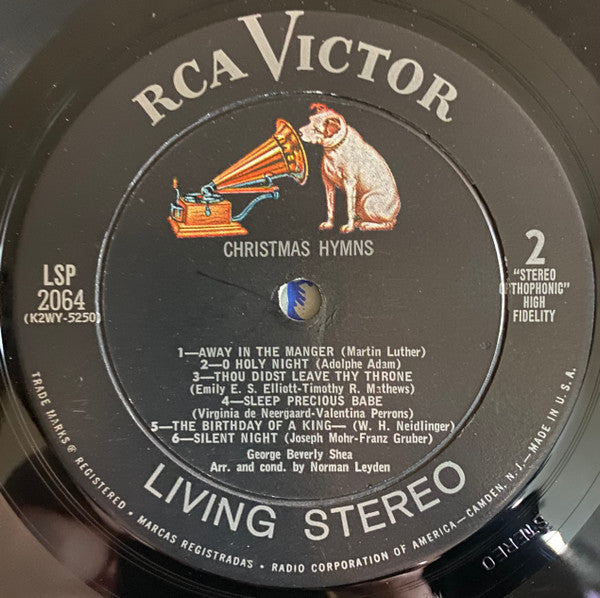 RCA VICTOR
CHRISTMAS HYMNS
LSP
2064
(K2WY-5250)
2
"STEREO
THOPHONIC"
HIGH
FIDELITY
1—AWAY IN THE MANGER (Martin Luther)
2—O HOLY NIGHT (Adolphe Adam)
3—THOU DIDST LEAVE THY THRONE
(Emily E. S. Elliott-Timothy R. Mathews)
4—SLEEP PRECIOUS BABE
(Virginia de Neergaard-Valentina Perrons)
5—THE BIRTHDAY OF A KING— (W. H. Neidlinger)
6—SILENT NIGHT (Joseph Mohr-Franz Gruber)
George Beverly Shea
Arr. and cond. by Norman Leyden
LIVING STEREO
TRADE MARKS ® REGISTERED • MARCAS REGISTRADAS • RADIO CORPORATION OF AMERICA—CAMDEN, N.J.—MADE IN U.S.A.
STEREO